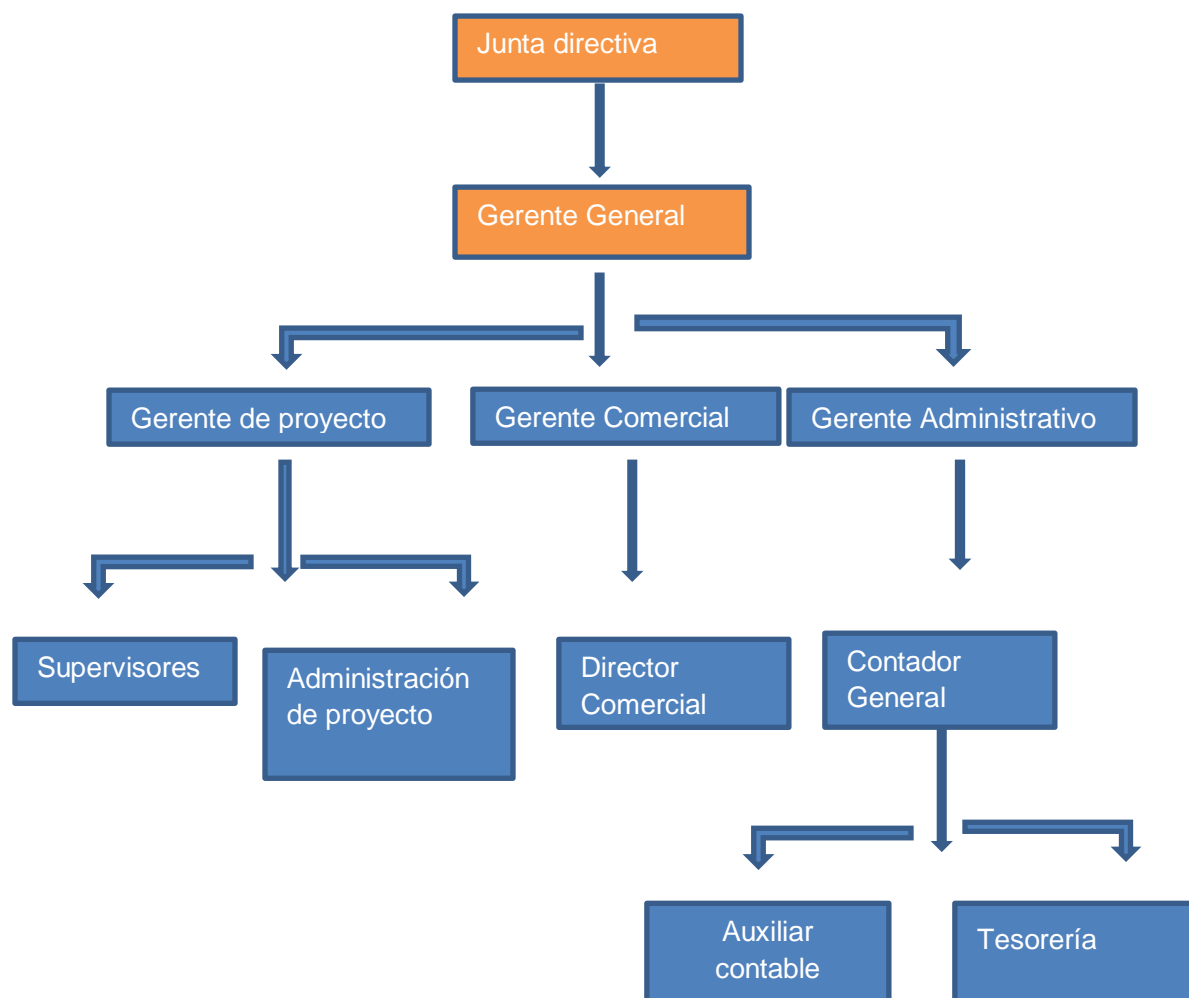 Junta directiva
Gerente General
Gerente de proyecto
Gerente Comercial
Gerente Administrativo
Supervisores
Administración
de proyecto
Director
Comercial
Contador
General
Auxiliar
contable
Tesorería